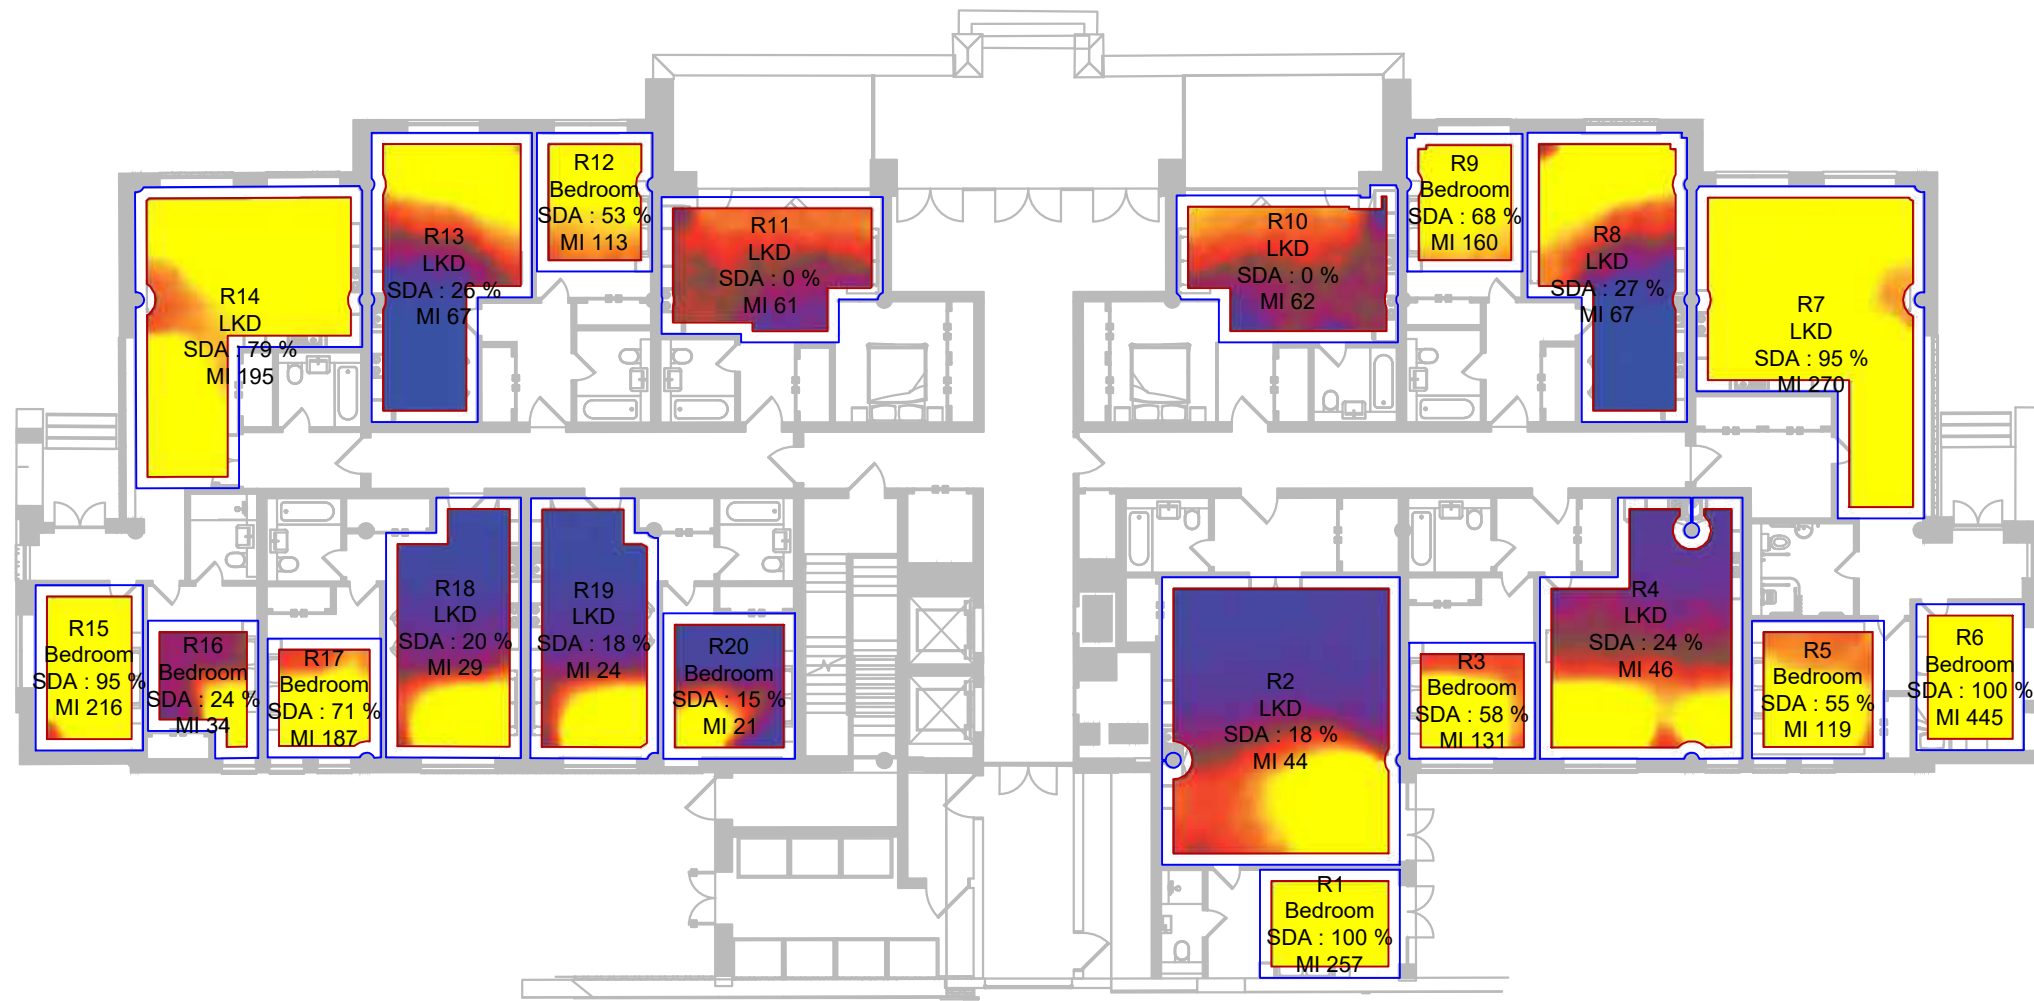 R12
Bedroom
SDA : 53 %
MI 113
R9
Bedroom
SDA : 68 %
MI 160
R13
LKD
SDA : 26 %
MI 67
R11
LKD
SDA : 0 %
MI 61
R10
LKD
SDA : 0 %
MI 62
R8
LKD
SDA : 27 %
MI 67
R14
LKD
SDA : 79 %
MI 195
R7
LKD
SDA : 95 %
MI 270
R15
Bedroom
SDA : 95 %
MI 216
R16
Bedroom
SDA : 24 %
MI 34
R17
Bedroom
SDA : 71 %
MI 187
R18
LKD
SDA : 20 %
MI 29
R19
LKD
SDA : 18 %
MI 24
R20
Bedroom
SDA : 15 %
MI 21
R2
LKD
SDA : 18 %
MI 44
R3
Bedroom
SDA : 58 %
MI 131
R4
LKD
SDA : 24 %
MI 46
R5
Bedroom
SDA : 55 %
MI 119
R6
Bedroom
SDA : 100 %
MI 445
R1
Bedroom
SDA : 100 %
MI 257